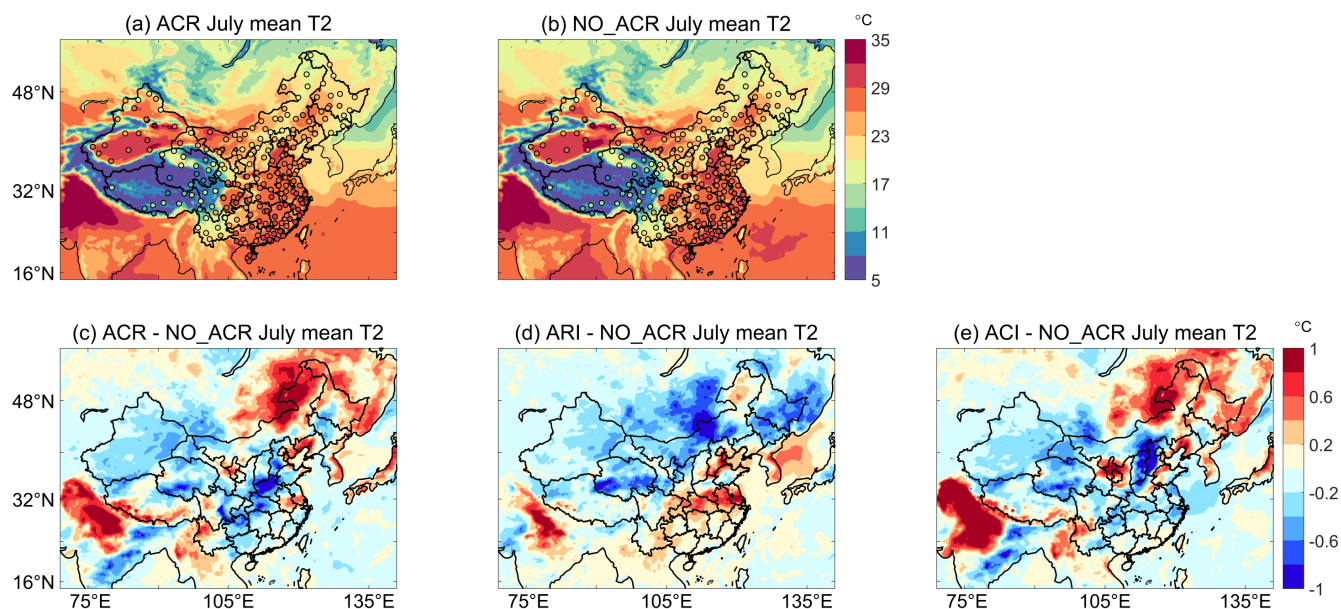 (a) ACR July mean T2
(b) NO_ACR July mean T2
°C
48°N
32°N
16°N
35
29
23
17
11
5
(c) ACR - NO_ACR July mean T2
(d) ARI - NO_ACR July mean T2
(e) ACI - NO_ACR July mean T2
°C
48°N
32°N
16°N
75°E
105°E
135°E
75°E
105°E
135°E
75°E
105°E
135°E
1
0.6
0.2
-0.2
-0.6
-1